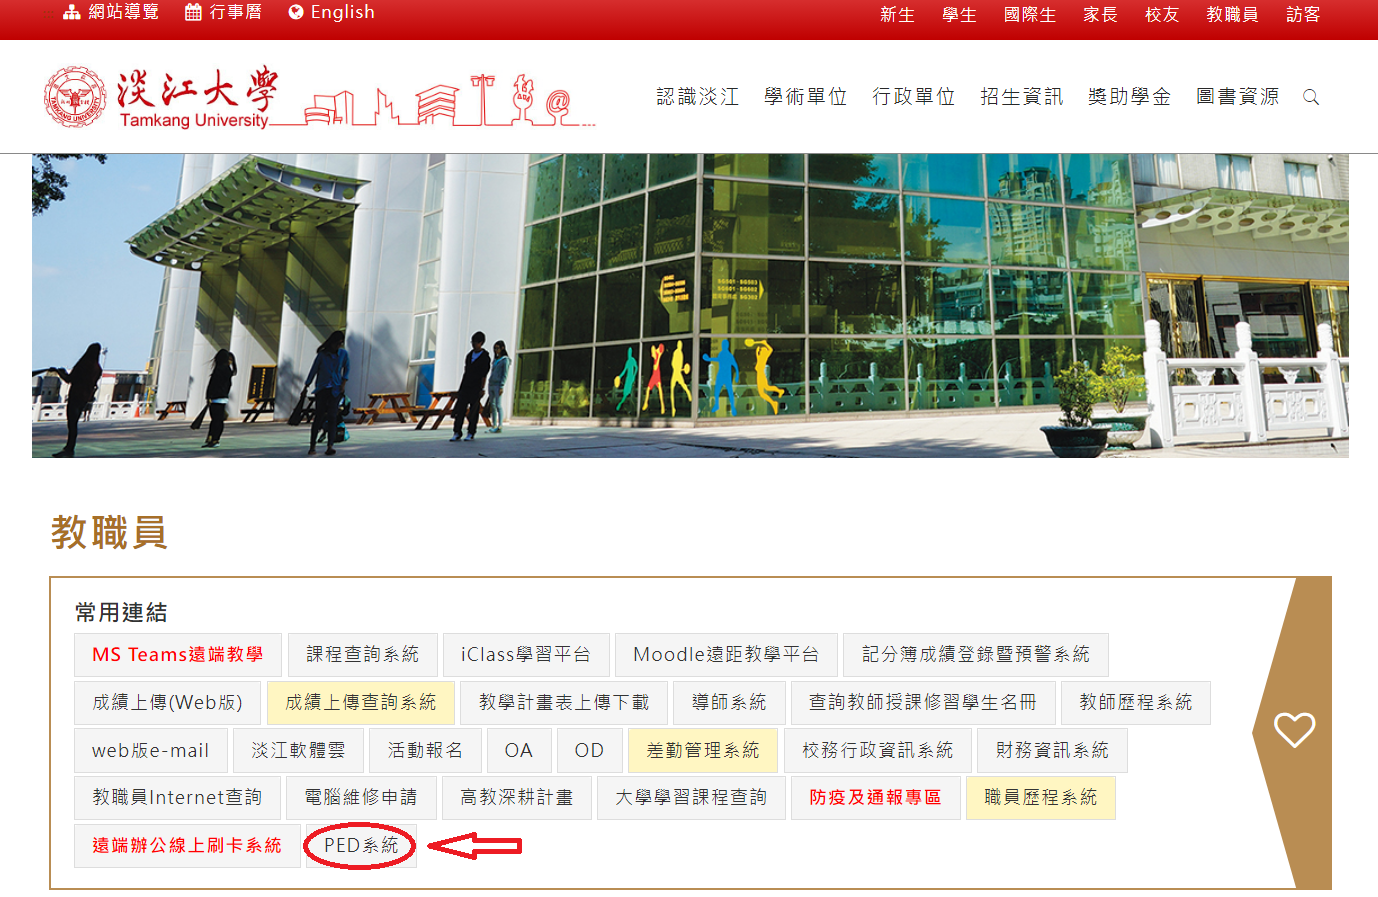 網站導覽 行事曆 English 新生 學生 國際生 家長 校友 教職員 訪客
淡江大學
Tamkang University
認識淡江 學術單位 行政單位 招生資訊 獎助學金 圖書資源
教職員
常用連結
MS Teams遠端教學 課程查詢系統 iClass學習平台 Moodle遠距教學平台 記分簿成績登錄暨預警系統
成績上傳(Web版) 成績上傳查詢系統 教學計畫表上傳下載 導師系統 查詢教師授課修習學生名冊 教師歷程系統
web版e-mail 淡江軟體雲 活動報名 OA OD 差勤管理系統 校務行政資訊系統 財務資訊系統
教職員Internet查詢 電腦維修申請 高教深耕計畫 大學學習課程查詢 防疫及通報專區 職員歷程系統
遠端辦公線上刷卡系統 PED系統